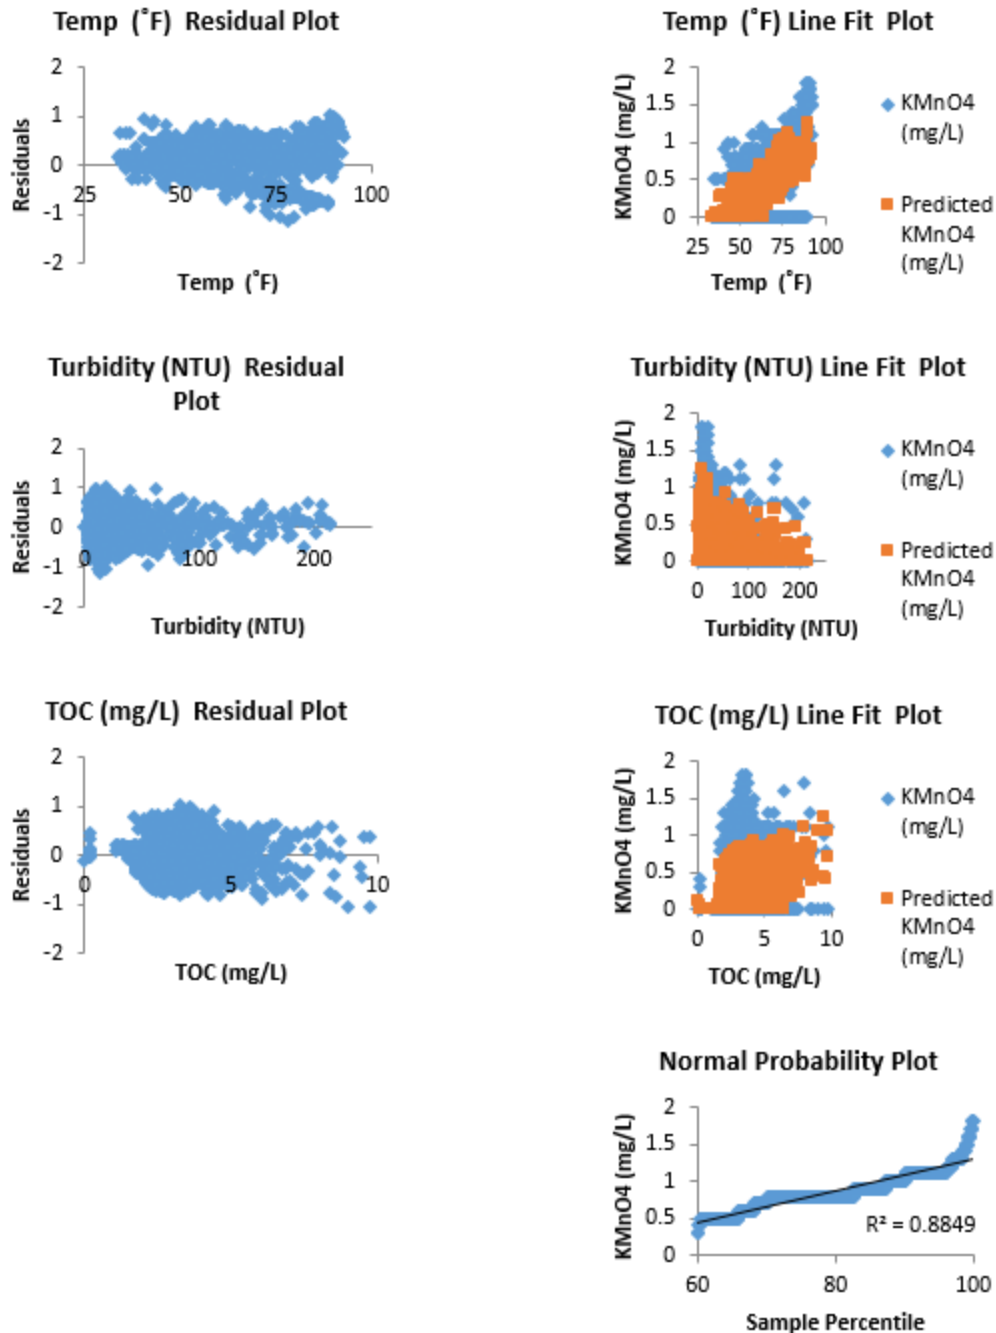 Temp (˚F) Residual Plot
2
1
0
-1
-2
25
50
75
100
Residuals
Temp (˚F)
Temp (˚F) Line Fit Plot
2
1.5
1
0.5
0
25 50 75 100
KMnO4 (mg/L)
Temp (˚F)
KMnO4
(mg/L)
Predicted
KMnO4
(mg/L)
Turbidity (NTU) Residual
Plot
2
1
0
-1
-2
0
100
200
Residuals
Turbidity (NTU)
Turbidity (NTU) Line Fit Plot
2
1.5
1
0.5
0
0 100 200
KMnO4 (mg/L)
Turbidity (NTU)
KMnO4
(mg/L)
Predicted
KMnO4
(mg/L)
TOC (mg/L) Residual Plot
2
1
0
-1
-2
0
5
10
Residuals
TOC (mg/L)
TOC (mg/L) Line Fit Plot
2
1.5
1
0.5
0
0 5 10
KMnO4 (mg/L)
TOC (mg/L)
KMnO4
(mg/L)
Predicted
KMnO4
(mg/L)
Normal Probability Plot
2
1.5
1
0.5
0
60 80 100
KMnO4 (mg/L)
R² = 0.8849
Sample Percentile